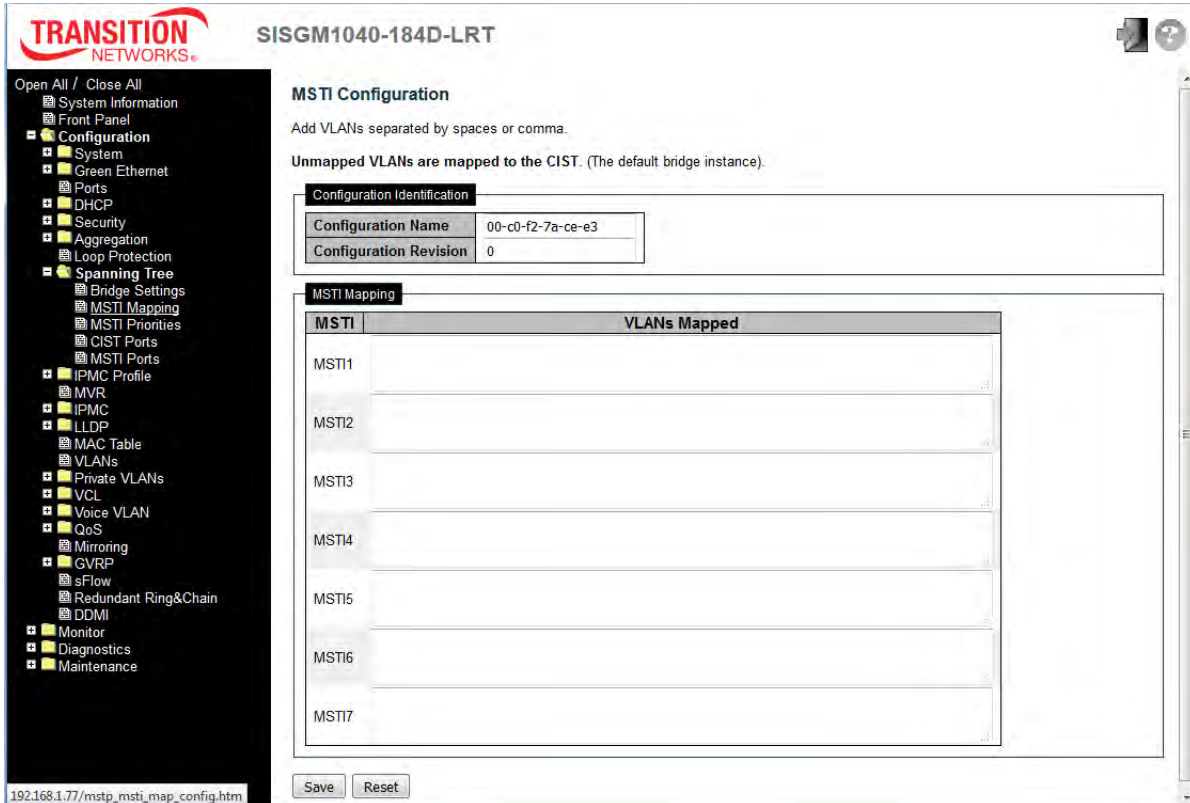 TRANSITION
NETWORKS®
SISGM1040-184D-LRT
Open All / Close All
System Information
Front Panel
Configuration
System
Green Ethernet
Ports
DHCP
Security
Aggregation
Loop Protection
Spanning Tree
Bridge Settings
MSTI Mapping
MSTI Priorities
CIST Ports
MSTI Ports
IPMC Profile
MVR
IPMC
LLDP
MAC Table
VLANs
Private VLANs
VCL
Voice VLAN
QoS
Mirroring
GVRP
sFlow
Redundant Ring&Chain
DDMI
Monitor
Diagnostics
Maintenance
192.168.1.77/mstp_msti_map_config.htm
MSTI Configuration
Add VLANs separated by spaces or comma.
Unmapped VLANs are mapped to the CIST. (The default bridge instance).
Configuration Identification
Configuration Name 00-c0-f2-7a-ce-e3
Configuration Revision 0
MSTI Mapping
MSTI VLANs Mapped
MSTI1
MSTI2
MSTI3
MSTI4
MSTI5
MSTI6
MSTI7
Save Reset